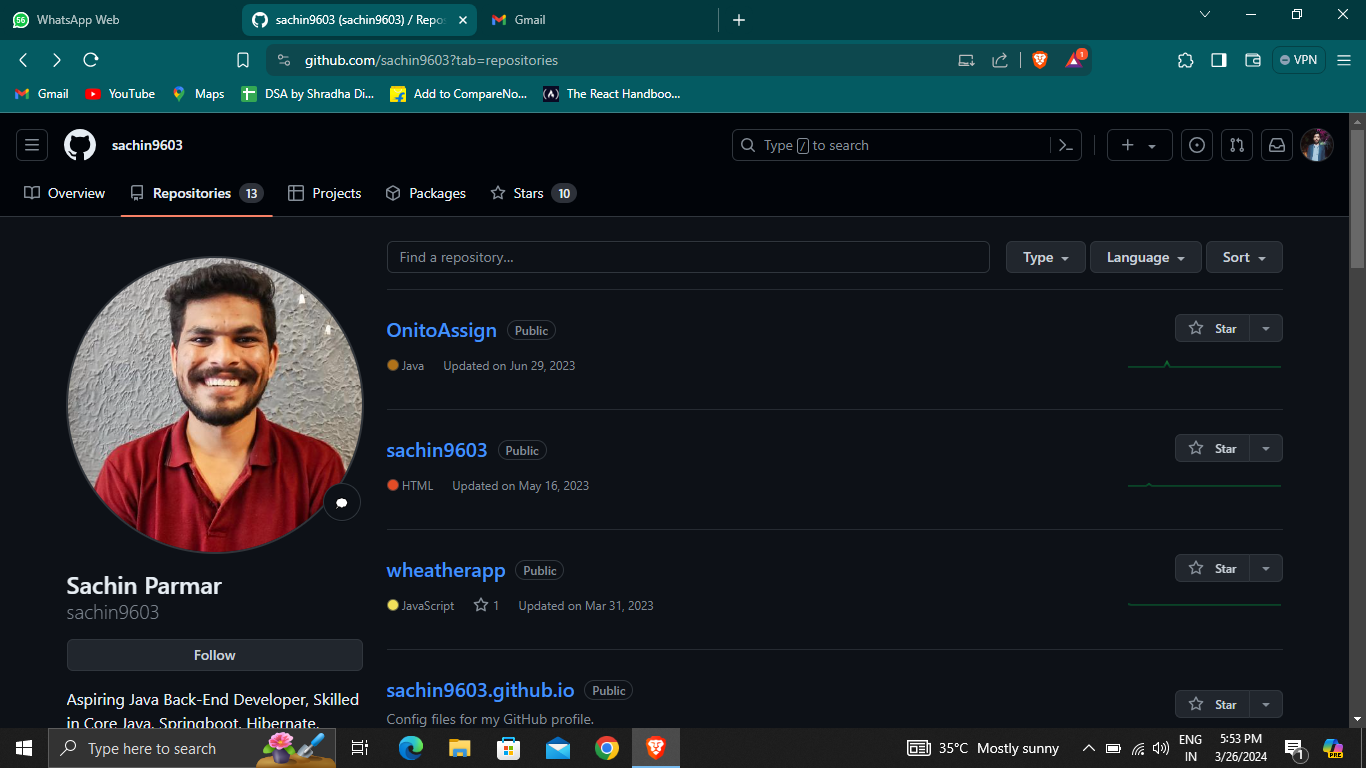 56 WhatsApp Web
sachin9603 (sachin9603) / Repos
Gmail
github.com/sachin9603?tab=repositories
1
VPN
Gmail
YouTube
Maps
DSA by Shradha Di...
Add to CompareNo...
The React Handboo...
sachin9603
Type / to search
Overview
Repositories 13
Projects
Packages
Stars 10
Find a repository...
Type
Language
Sort
OnitoAssign Public
Star
Java Updated on Jun 29, 2023
sachin9603 Public
Star
HTML Updated on May 16, 2023
wheatherapp Public
Star
JavaScript 1 Updated on Mar 31, 2023
sachin9603.github.io Public
Star
Config files for my GitHub profile.
Sachin Parmar
sachin9603
Follow
Aspiring Java Back-End Developer, Skilled
in Core Java, Springboot, Hibernate,
Type here to search
35°C Mostly sunny
ENG
IN
5:53 PM
3/26/2024
1
PRE